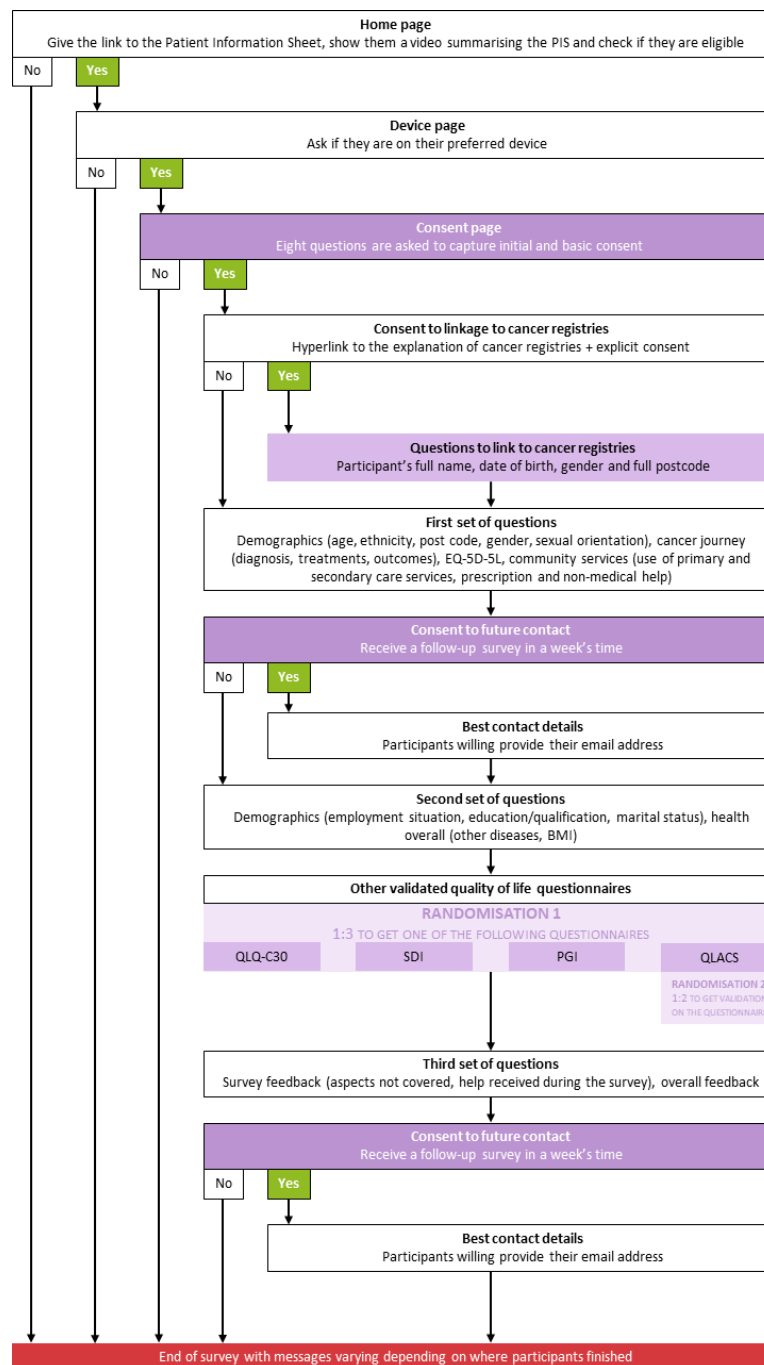 Home page
Give the link to the Patient Information Sheet, show them a video summarising the PIS and check if they are eligible
No
Yes
Device page
Ask if they are on their preferred device
No
Yes
Consent page
Eight questions are asked to capture initial and basic consent
No
Yes
Consent to linkage to cancer registries
Hyperlink to the explanation of cancer registries + explicit consent
No
Yes
Questions to link to cancer registries
Participant's full name, date of birth, gender and full postcode
First set of questions
Demographics (age, ethnicity, post code, gender, sexual orientation), cancer journey
(diagnosis, treatments, outcomes), EQ-5D-5L, community services (use of primary and
secondary care services, prescription and non-medical help)
Consent to future contact
Receive a follow-up survey in a week's time
No
Yes
Best contact details
Participants willing provide their email address
Second set of questions
Demographics (employment situation, education/qualification, marital status), health
overall (other diseases, BMI)
Other validated quality of life questionnaires
RANDOMISATION 1
1:3 TO GET ONE OF THE FOLLOWING QUESTIONNAIRES
QLQ-C30
SDI
PGI
QLACS
RANDOMISATION 2
1:2 TO GET VALIDATION
ON THE QUESTIONNAIRE
Third set of questions
Survey feedback (aspects not covered, help received during the survey), overall feedback
Consent to future contact
Receive a follow-up survey in a week's time
No
Yes
Best contact details
Participants willing provide their email address
End of survey with messages varying depending on where participants finished